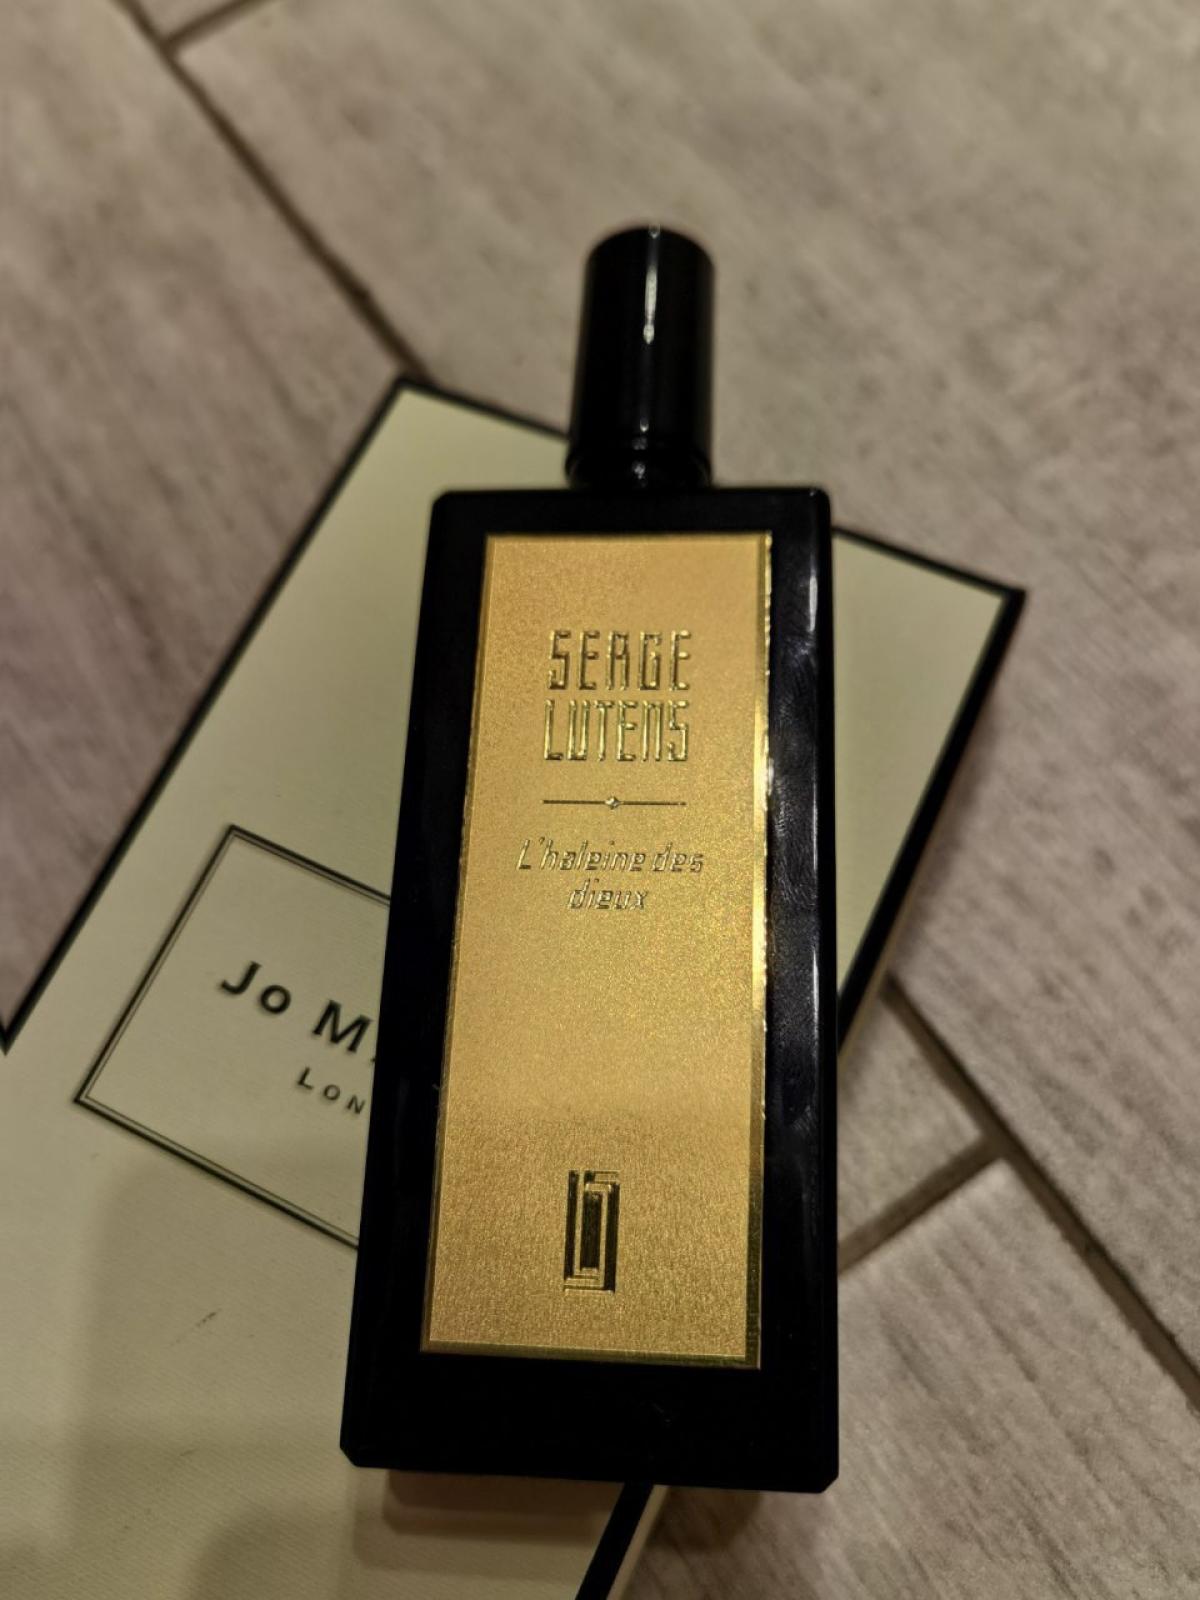 SERGE
LUTENS
L'haleine des
dieux
Jo M
LON